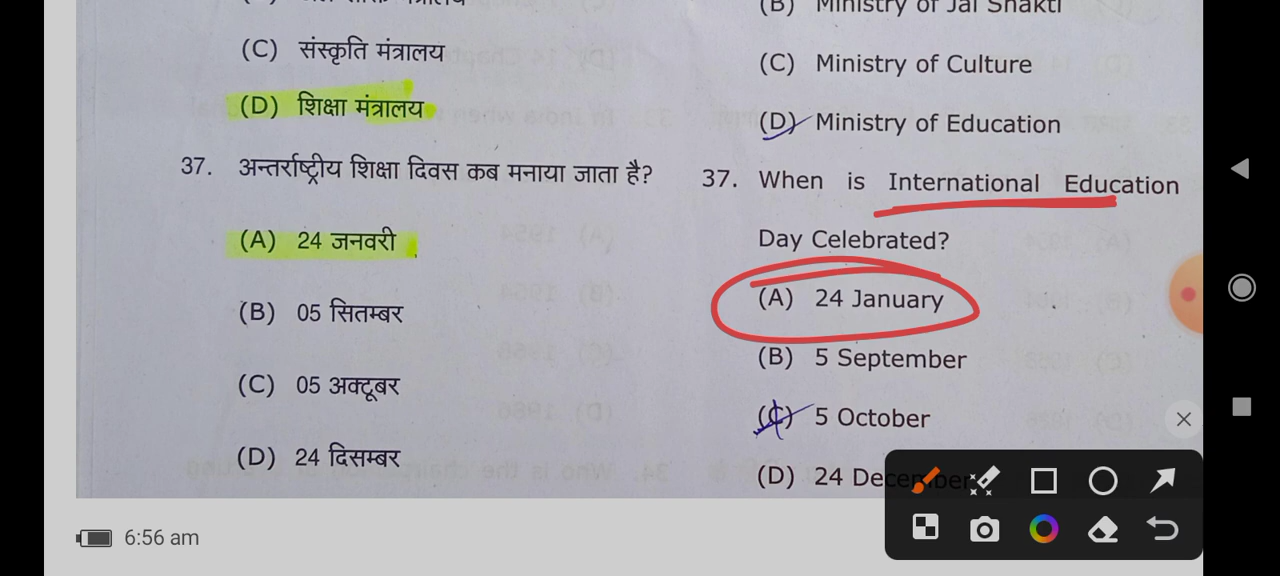 (C) संस्कृति मंत्रालय
(D) शिक्षा मंत्रालय
37. अन्तर्राष्ट्रीय शिक्षा दिवस कब मनाया जाता है?
(A) 24 जनवरी
(B) 05 सितम्बर
(C) 05 अक्टूबर
(D) 24 दिसम्बर
(B) Ministry of Jal Shakti
(C) Ministry of Culture
(D) Ministry of Education
37. When is International Education
Day Celebrated?
(A) 24 January
(B) 5 September
(C) 5 October
(D) 24 December
6:56 am